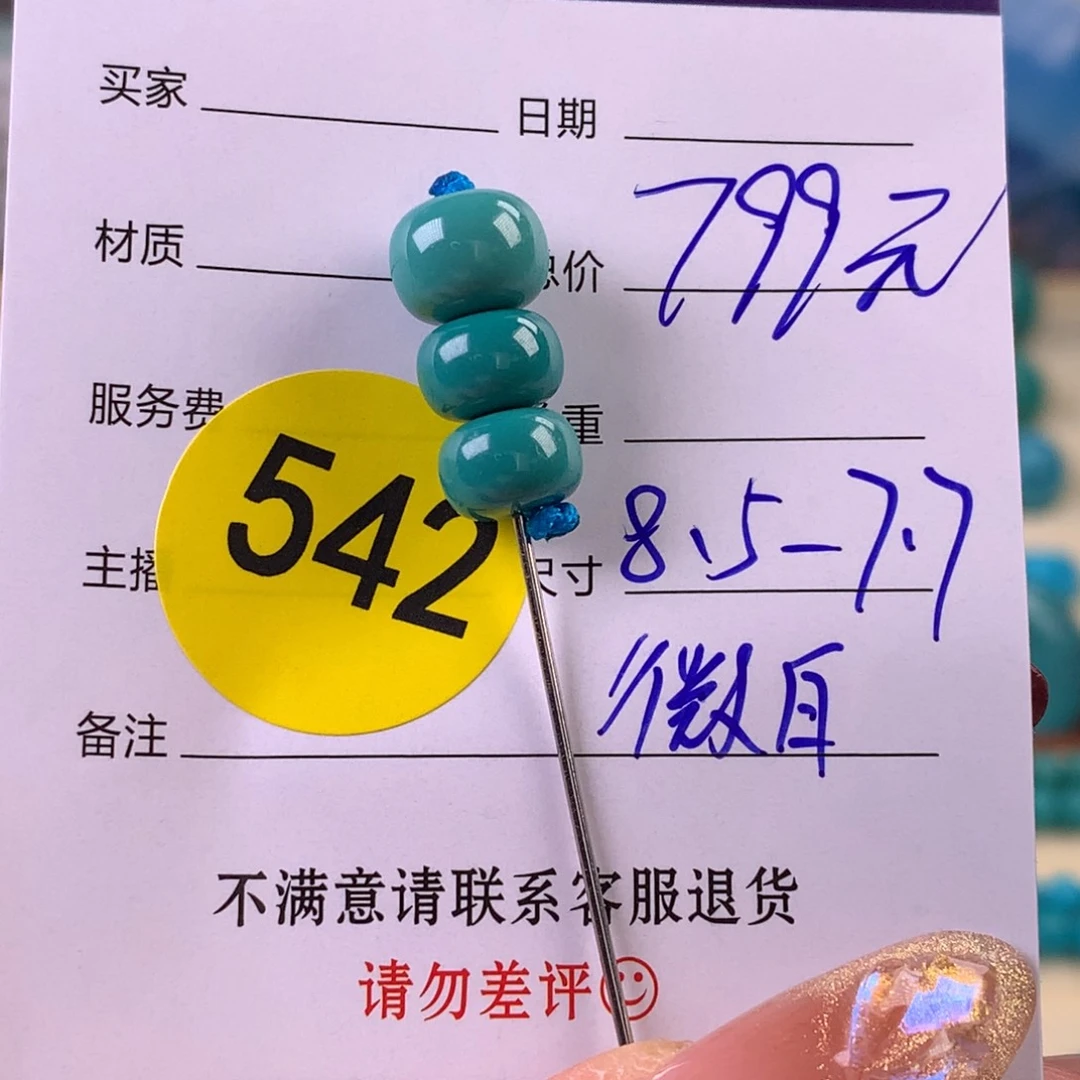 买家 日期
材质 总价 799元
服务费 重
542
主播 尺寸 8.5-7.7
备注 微
不满意请联系客服退货
请勿差评